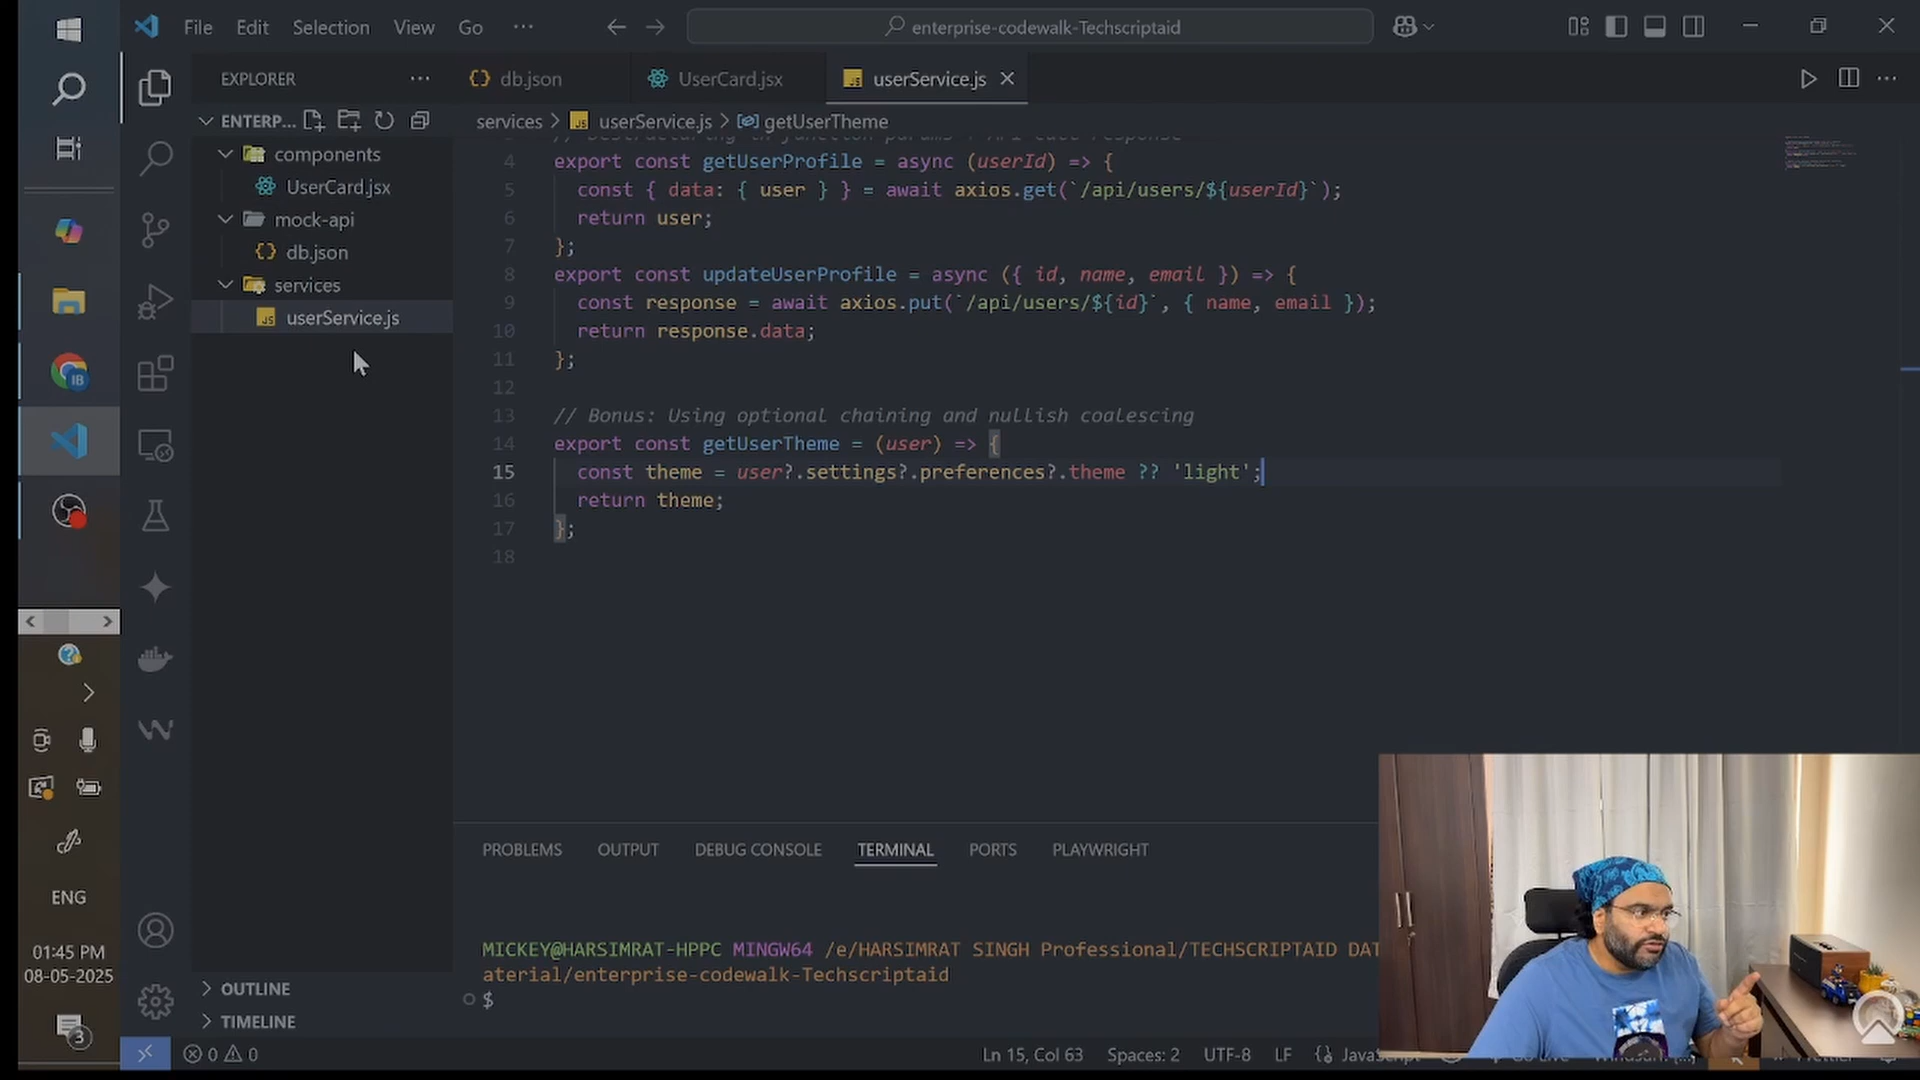 File Edit Selection View Go ···
enterprise-codewalk-Techscriptaid
EXPLORER ···
db.json
UserCard.jsx
userService.js
ENTERP...
services > userService.js > getUserTheme
components
UserCard.jsx
mock-api
db.json
services
userService.js
4 export const getUserProfile = async (userId) => {
5 const { data: { user } } = await axios.get(`/api/users/${userId}`);
6 return user;
7 };
8 export const updateUserProfile = async ({ id, name, email }) => {
9 const response = await axios.put(`/api/users/${id}`, { name, email });
10 return response.data;
11 };
12
13 // Bonus: Using optional chaining and nullish coalescing
14 export const getUserTheme = (user) => {
15 const theme = user?.settings?.preferences?.theme ?? 'light';
16 return theme;
17 };
18
PROBLEMS OUTPUT DEBUG CONSOLE TERMINAL PORTS PLAYWRIGHT
MICKEY@HARSIMRAT-HPPC MINGW64 /e/HARSIMRAT SINGH Professional/TECHSCRIPTAID DAT
aterial/enterprise-codewalk-Techscriptaid
$
OUTLINE
TIMELINE
0 0
Ln 15, Col 63 Spaces: 2 UTF-8 LF {} JavaScript
IB
ENG
01:45 PM
08-05-2025
3